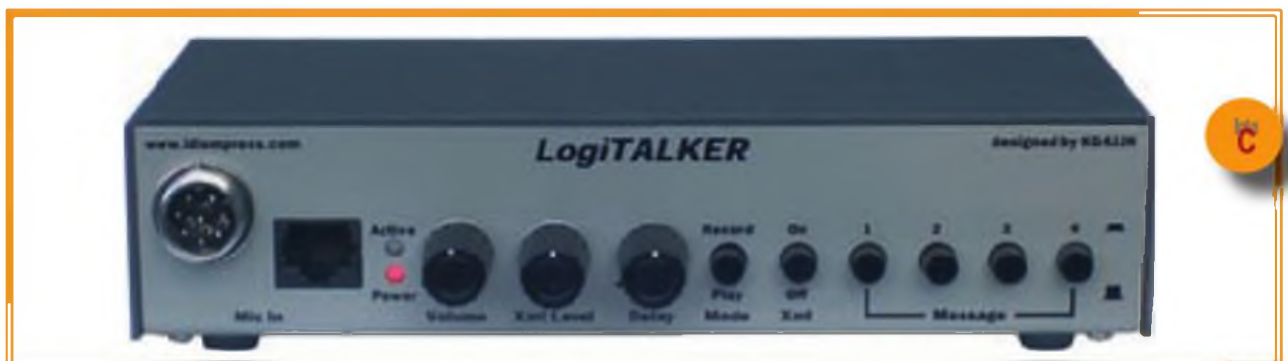 www.idiompress.com
LogiTALKER
designed by
Active
Power
Mic In
Volume
Xmt Level
Delay
Record
Play
Mode
On
Off
Xmt
1 2 3 4
Message
C